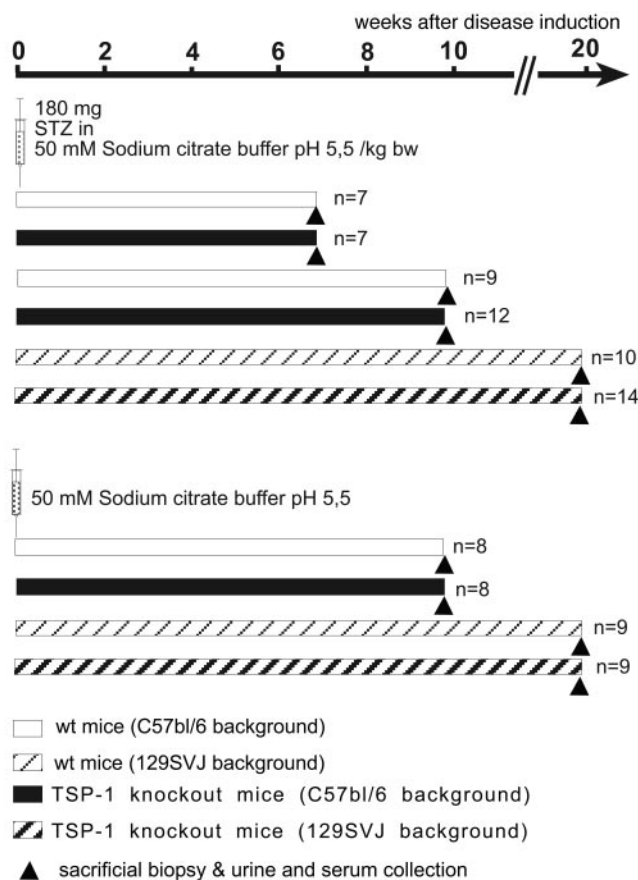 weeks after disease induction
0 2 4 6 8 10 20
180 mg
STZ in
50 mM Sodium citrate buffer pH 5,5 /kg bw
n=7
n=7
n=9
n=12
n=10
n=14
50 mM Sodium citrate buffer pH 5,5
n=8
n=8
n=9
n=9
wt mice (C57bl/6 background)
wt mice (129SVJ background)
TSP-1 knockout mice (C57bl/6 background)
TSP-1 knockout mice (129SVJ background)
sacrificial biopsy & urine and serum collection